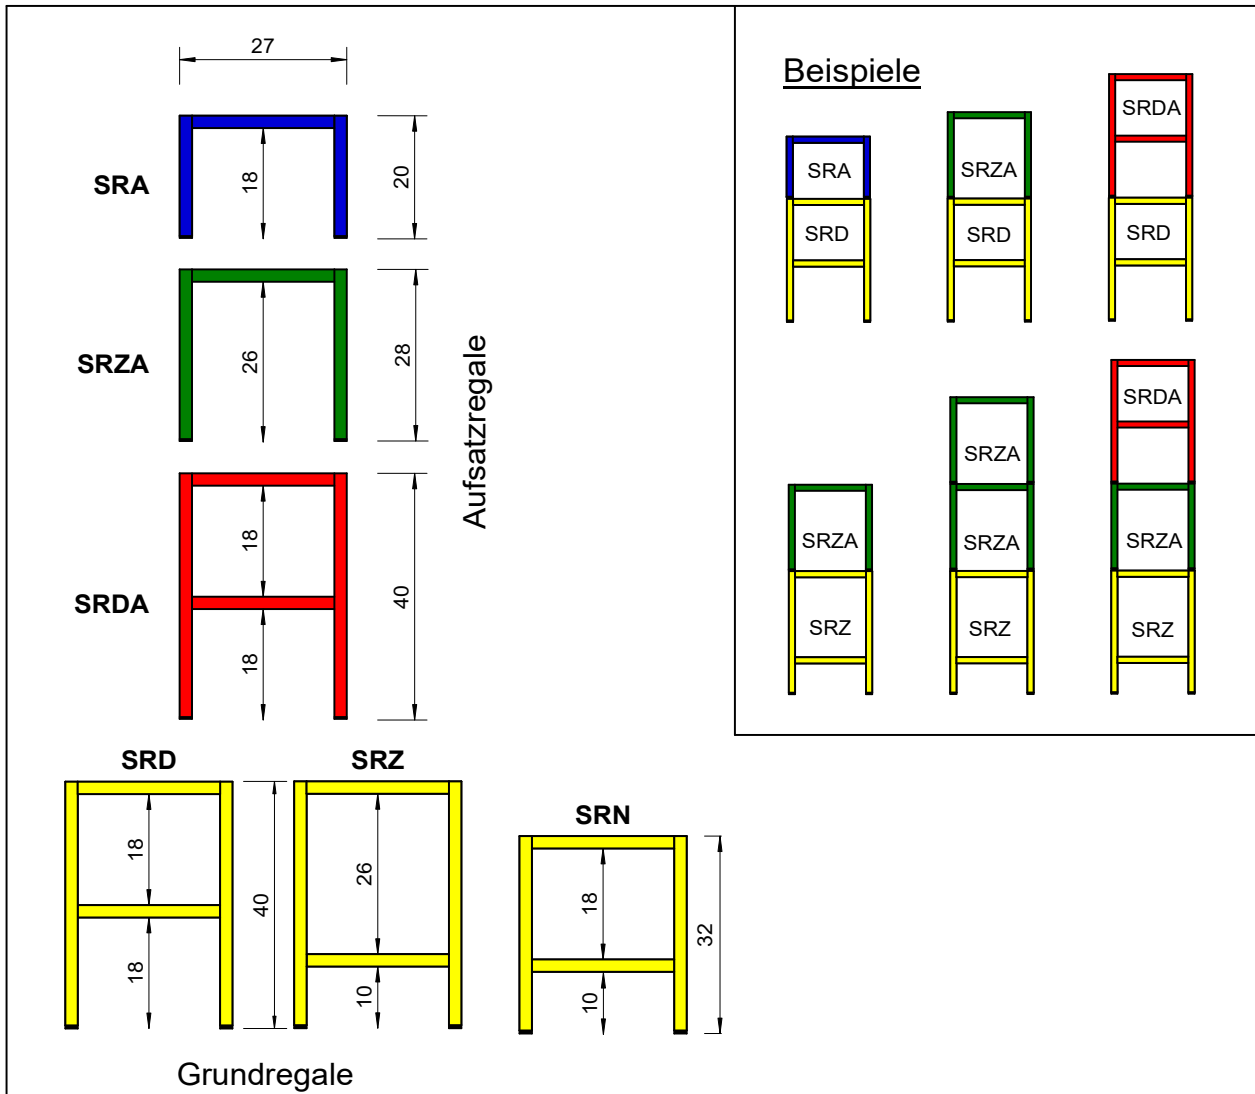 27
SRA
18
20
SRZA
26
28
Aufsatzregale
SRDA
18
18
40
SRD
18
18
40
SRZ
26
10
SRN
18
10
32
Grundregale
Beispiele
SRA
SRD
SRZA
SRD
SRDA
SRD
SRZA
SRZ
SRZA
SRZA
SRZ
SRDA
SRZA
SRZ